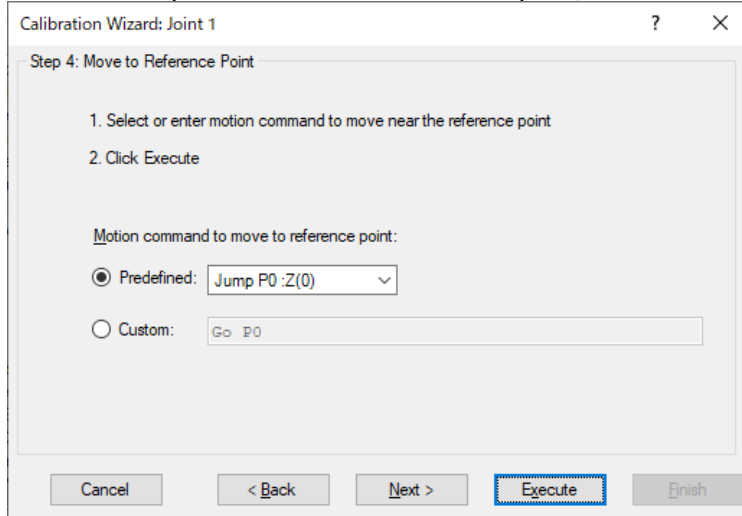 Calibration Wizard: Joint 1 ?
Step 4: Move to Reference Point
1. Select or enter motion command to move near the reference point
2. Click Execute
Motion command to move to reference point:
Predefined: Jump P0 :Z(0)
Custom: Go P0
Cancel < Back Next > Execute Finish